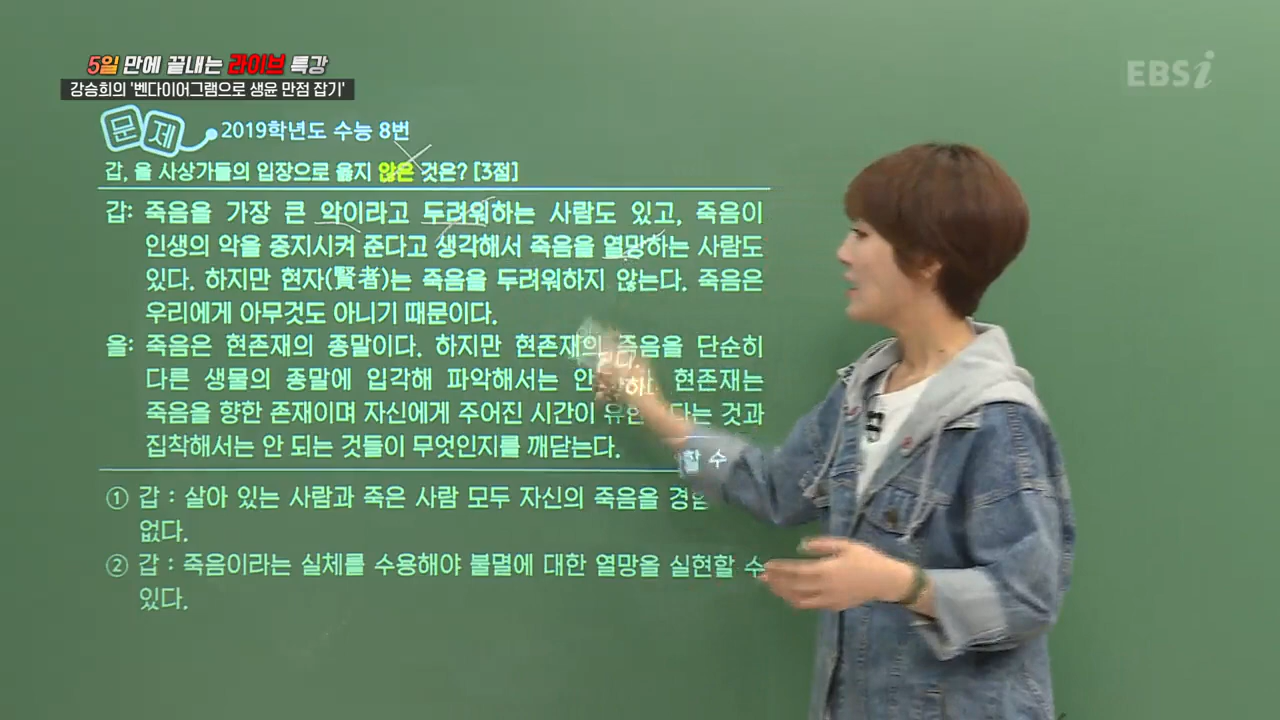 5일 만에 끝내는 라이브 특강
강승희의 '벤다이어그램으로 생윤 만점 잡기'
EBSi
문제
2019학년도 수능 8번
갑, 을 사상가들의 입장으로 옳지 않은 것은? [3점]
갑: 죽음을 가장 큰 악이라고 두려워하는 사람도 있고, 죽음이
인생의 악을 중지시켜 준다고 생각해서 죽음을 열망하는 사람도
있다. 하지만 현자(賢者)는 죽음을 두려워하지 않는다. 죽음은
우리에게 아무것도 아니기 때문이다.
을: 죽음은 현존재의 종말이다. 하지만 현존재의 죽음을 단순히
다른 생물의 종말에 입각해 파악해서는 안 현존재는
죽음을 향한 존재이며 자신에게 주어진 시간이 것과
집착해서는 안 되는 것들이 무엇인지를 깨닫는다.
① 갑 : 살아 있는 사람과 죽은 사람 모두 자신의 죽음을 경험할 수
없다.
② 갑 : 죽음이라는 실체를 수용해야 불멸에 대한 열망을 실현할 수
있다.